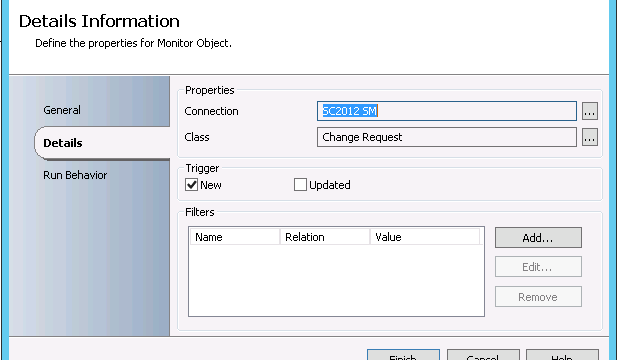 Details Information
Define the properties for Monitor Object.
General
Details
Run Behavior
Properties
Connection
SC2012 SM
...
Class
Change Request
...
Trigger
New
Updated
Filters
Name Relation Value
Add...
Edit...
Remove
Finish Cancel Help